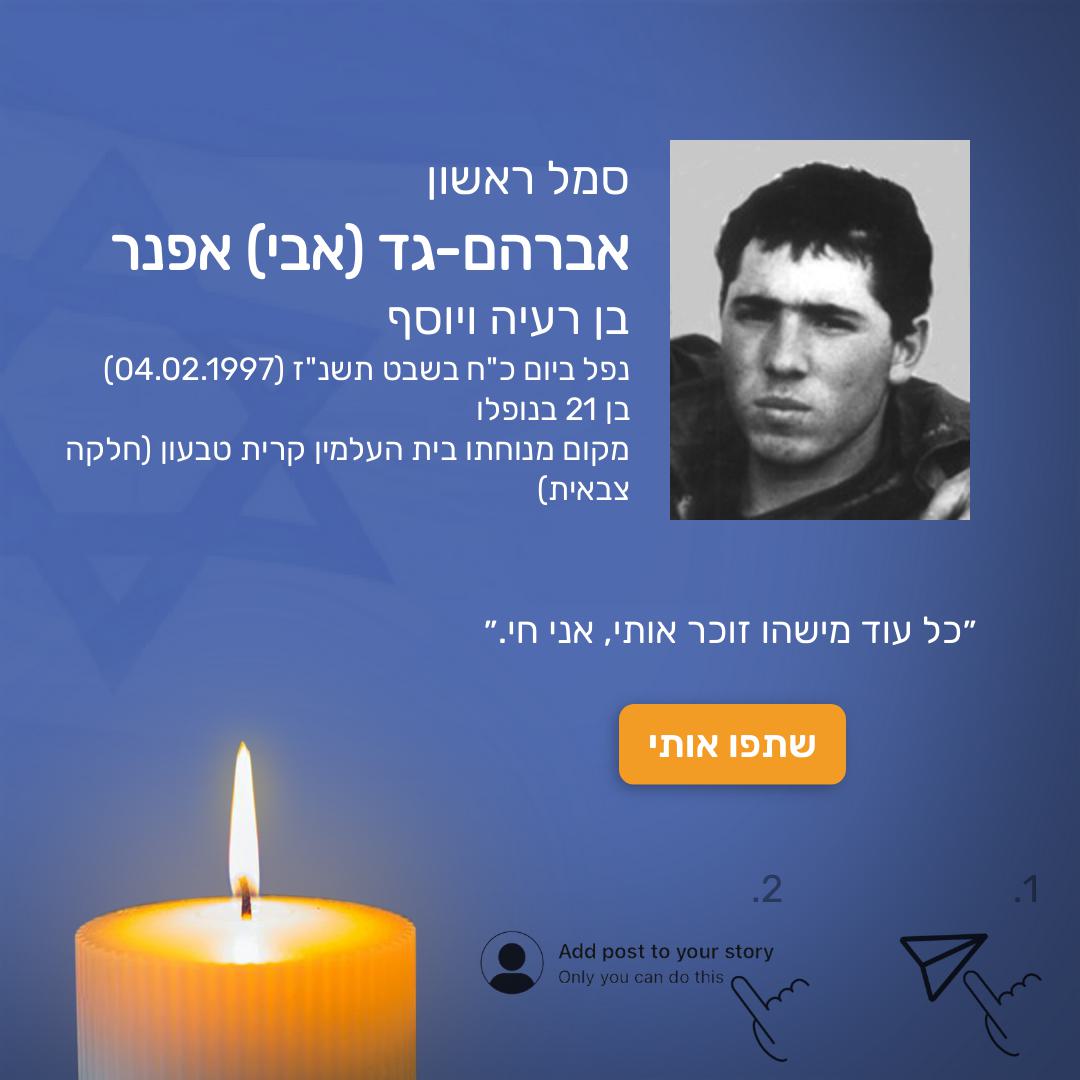 סמל ראשון
אברהם-גד (אבי) אפנר
בן רעיה ויוסף
נפל ביום כ"ח בשבט תשנ"ז (04.02.1997)
בן 21 בנופלו
מקום מנוחתו בית העלמין קרית טבעון (חלקה
צבאית)
״כל עוד מישהו זוכר אותי, אני חי.״
שתפו אותי
1.
2.
Add post to your story
Only you can do this